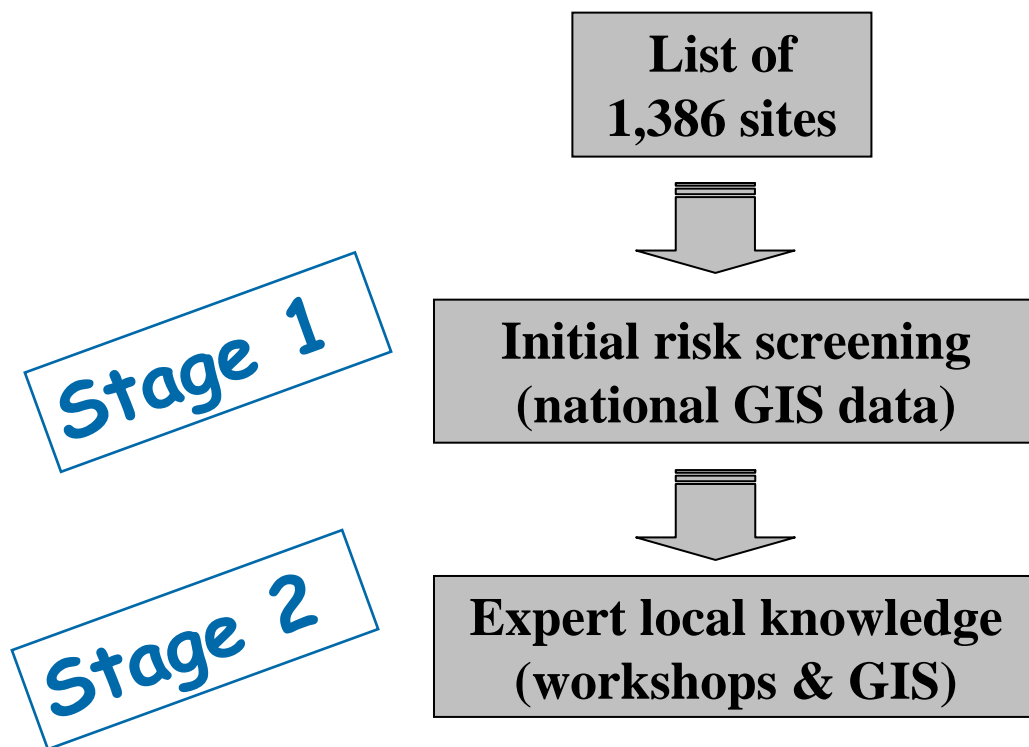 List of
1,386 sites
Stage 1
Initial risk screening
(national GIS data)
Stage 2
Expert local knowledge
(workshops & GIS)